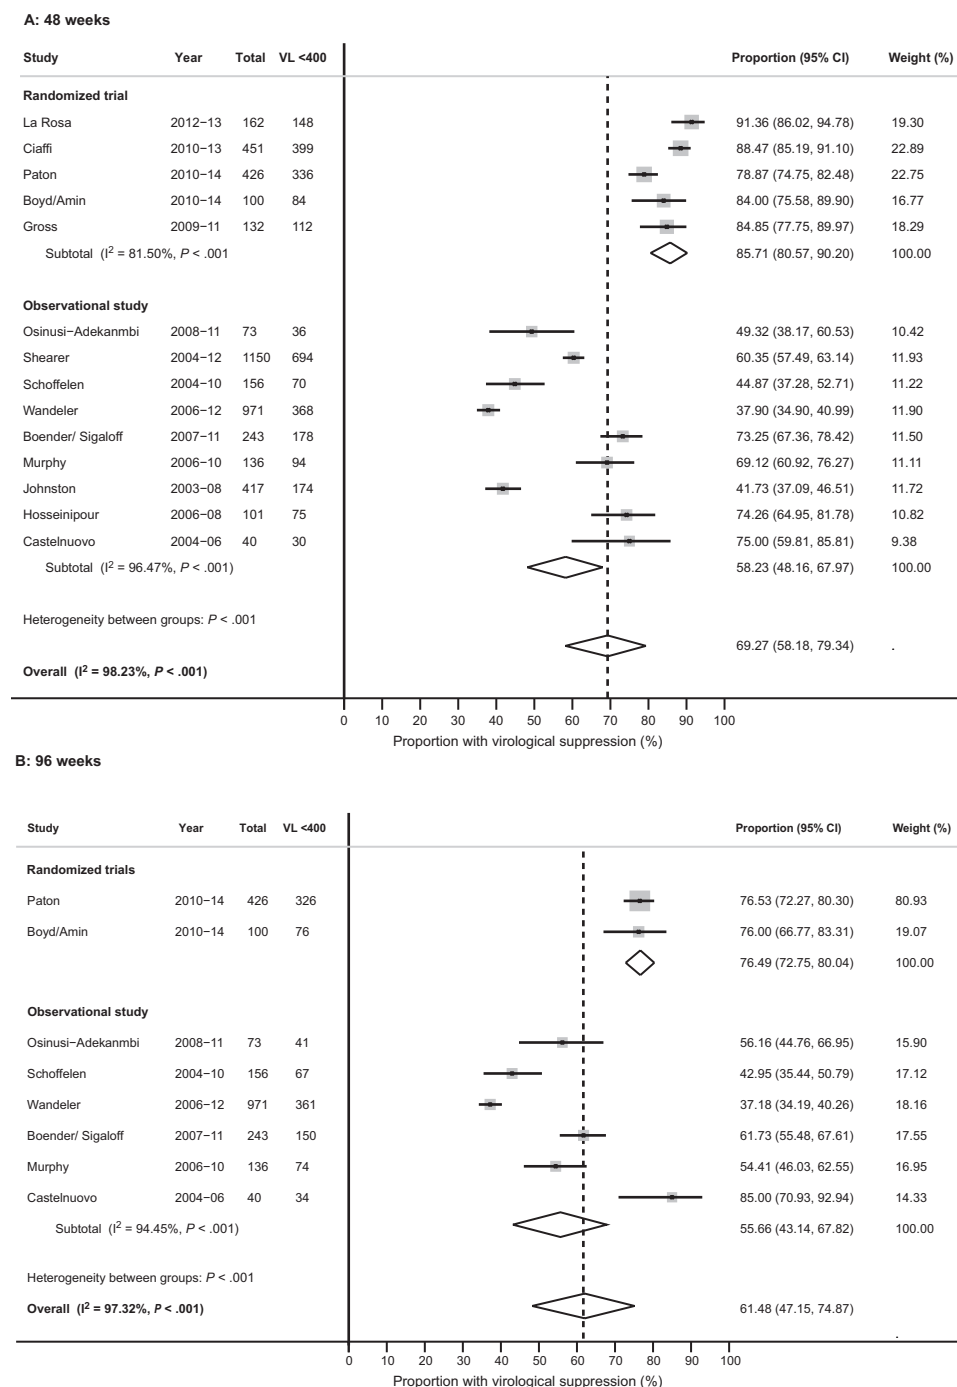 A: 48 weeks
Study Year Total VL <400 Proportion (95% CI) Weight (%)
Randomized trial
La Rosa 2012−13 162 148 91.36 (86.02, 94.78) 19.30
Ciaffi 2010−13 451 399 88.47 (85.19, 91.10) 22.89
Paton 2010−14 426 336 78.87 (74.75, 82.48) 22.75
Boyd/Amin 2010−14 100 84 84.00 (75.58, 89.90) 16.77
Gross 2009−11 132 112 84.85 (77.75, 89.97) 18.29
Subtotal (I² = 81.50%, P < .001 85.71 (80.57, 90.20) 100.00
Observational study
Osinusi−Adekanmbi 2008−11 73 36 49.32 (38.17, 60.53) 10.42
Shearer 2004−12 1150 694 60.35 (57.49, 63.14) 11.93
Schoffelen 2004−10 156 70 44.87 (37.28, 52.71) 11.22
Wandeler 2006−12 971 368 37.90 (34.90, 40.99) 11.90
Boender/ Sigaloff 2007−11 243 178 73.25 (67.36, 78.42) 11.50
Murphy 2006−10 136 94 69.12 (60.92, 76.27) 11.11
Johnston 2003−08 417 174 41.73 (37.09, 46.51) 11.72
Hosseinipour 2006−08 101 75 74.26 (64.95, 81.78) 10.82
Castelnuovo 2004−06 40 30 75.00 (59.81, 85.81) 9.38
Subtotal (I² = 96.47%, P < .001) 58.23 (48.16, 67.97) 100.00
Heterogeneity between groups: P < .001
69.27 (58.18, 79.34) .
Overall (I² = 98.23%, P < .001)
0 10 20 30 40 50 60 70 80 90 100
Proportion with virological suppression (%)
B: 96 weeks
Study Year Total VL <400 Proportion (95% CI) Weight (%)
Randomized trials
Paton 2010−14 426 326 76.53 (72.27, 80.30) 80.93
Boyd/Amin 2010−14 100 76 76.00 (66.77, 83.31) 19.07
76.49 (72.75, 80.04) 100.00
Observational study
Osinusi−Adekanmbi 2008−11 73 41 56.16 (44.76, 66.95) 15.90
Schoffelen 2004−10 156 67 42.95 (35.44, 50.79) 17.12
Wandeler 2006−12 971 361 37.18 (34.19, 40.26) 18.16
Boender/ Sigaloff 2007−11 243 150 61.73 (55.48, 67.61) 17.55
Murphy 2006−10 136 74 54.41 (46.03, 62.55) 16.95
Castelnuovo 2004−06 40 34 85.00 (70.93, 92.94) 14.33
Subtotal (I² = 94.45%, P < .001) 55.66 (43.14, 67.82) 100.00
Heterogeneity between groups: P < .001
Overall (I² = 97.32%, P < .001) 61.48 (47.15, 74.87)
.
0 10 20 30 40 50 60 70 80 90 100
Proportion with virological suppression (%)